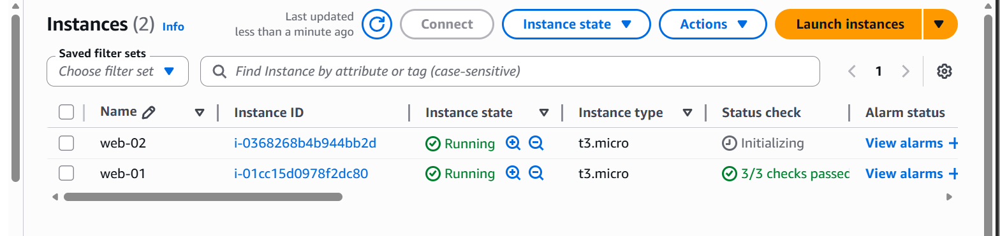 Instances (2) Info
Last updated
less than a minute ago
Connect
Instance state
Actions
Launch instances
Saved filter sets
Choose filter set
Find Instance by attribute or tag (case-sensitive)
1
Name Instance ID Instance state Instance type Status check Alarm status
web-02 i-0368268b4b944bb2d Running t3.micro Initializing View alarms +
web-01 i-01cc15d0978f2dc80 Running t3.micro 3/3 checks passec View alarms +